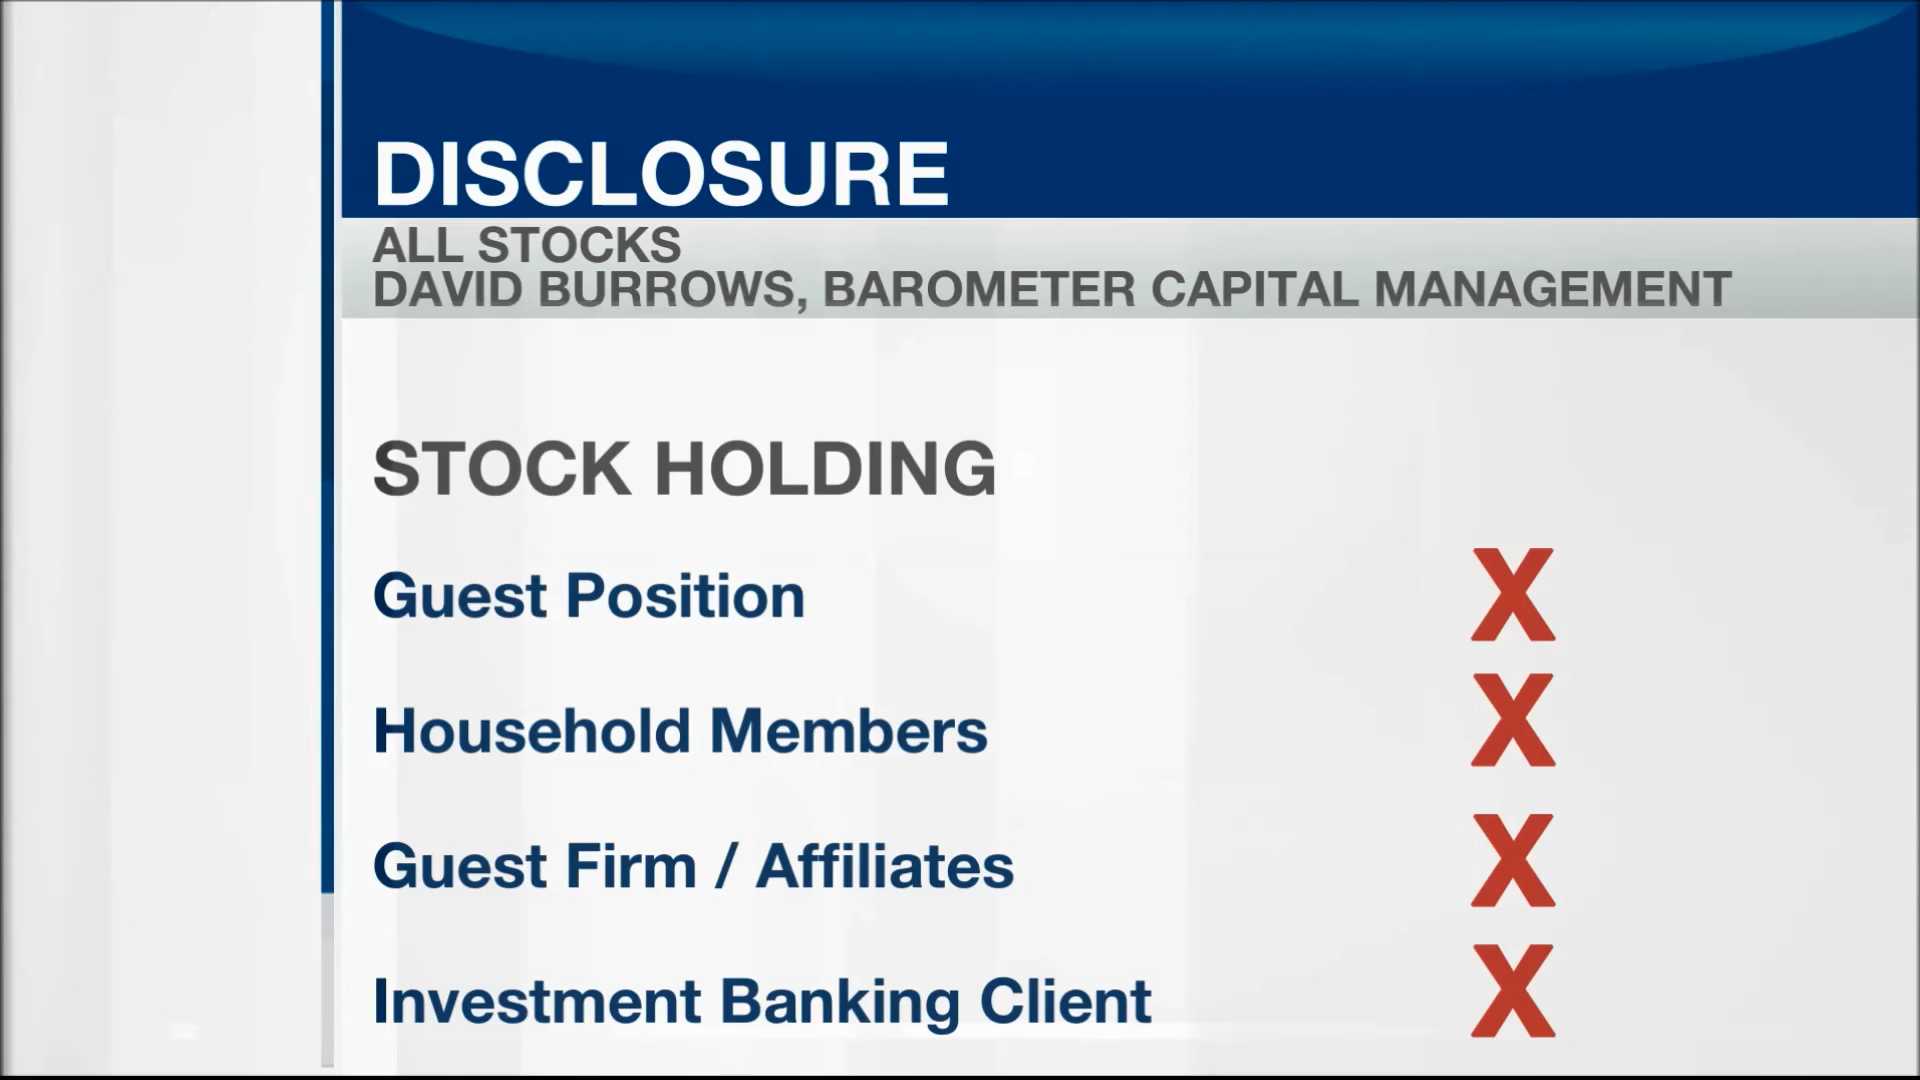 DISCLOSURE
ALL STOCKS
DAVID BURROWS, BAROMETER CAPITAL MANAGEMENT
STOCK HOLDING
Guest Position X
Household Members X
Guest Firm / Affiliates X
Investment Banking Client X